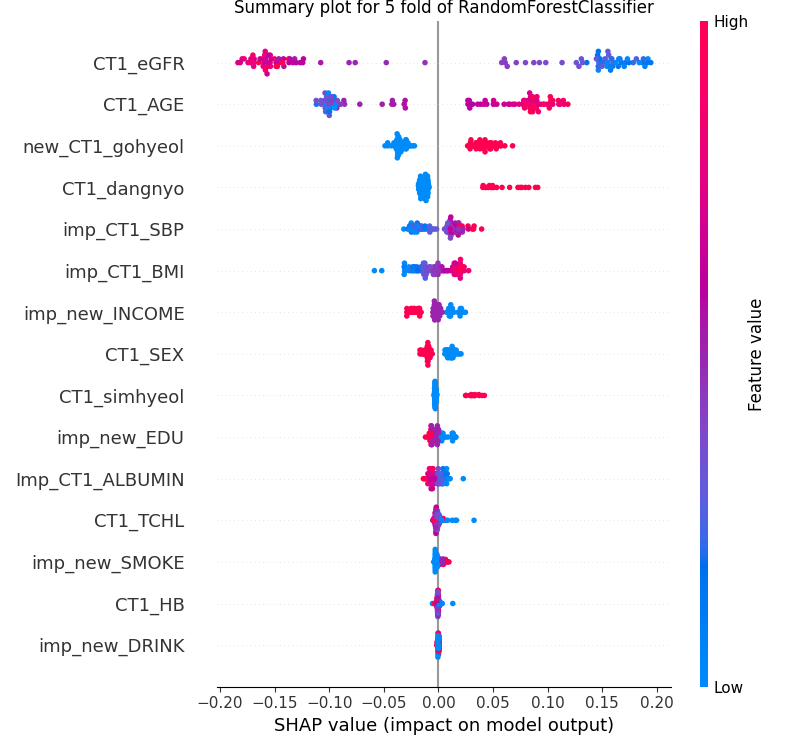 Summary plot for 5 fold of RandomForestClassifier
High
CT1_eGFR
CT1_AGE
new_CT1_gohyeol
CT1_dangnyo
imp_CT1_SBP
imp_CT1_BMI
imp_new_INCOME
CT1_SEX
CT1_simhyeol
imp_new_EDU
Imp_CT1_ALBUMIN
CT1_TCHL
imp_new_SMOKE
CT1_HB
imp_new_DRINK
Feature value
Low
−0.20 −0.15 −0.10 −0.05 0.00 0.05 0.10 0.15 0.20
SHAP value (impact on model output)